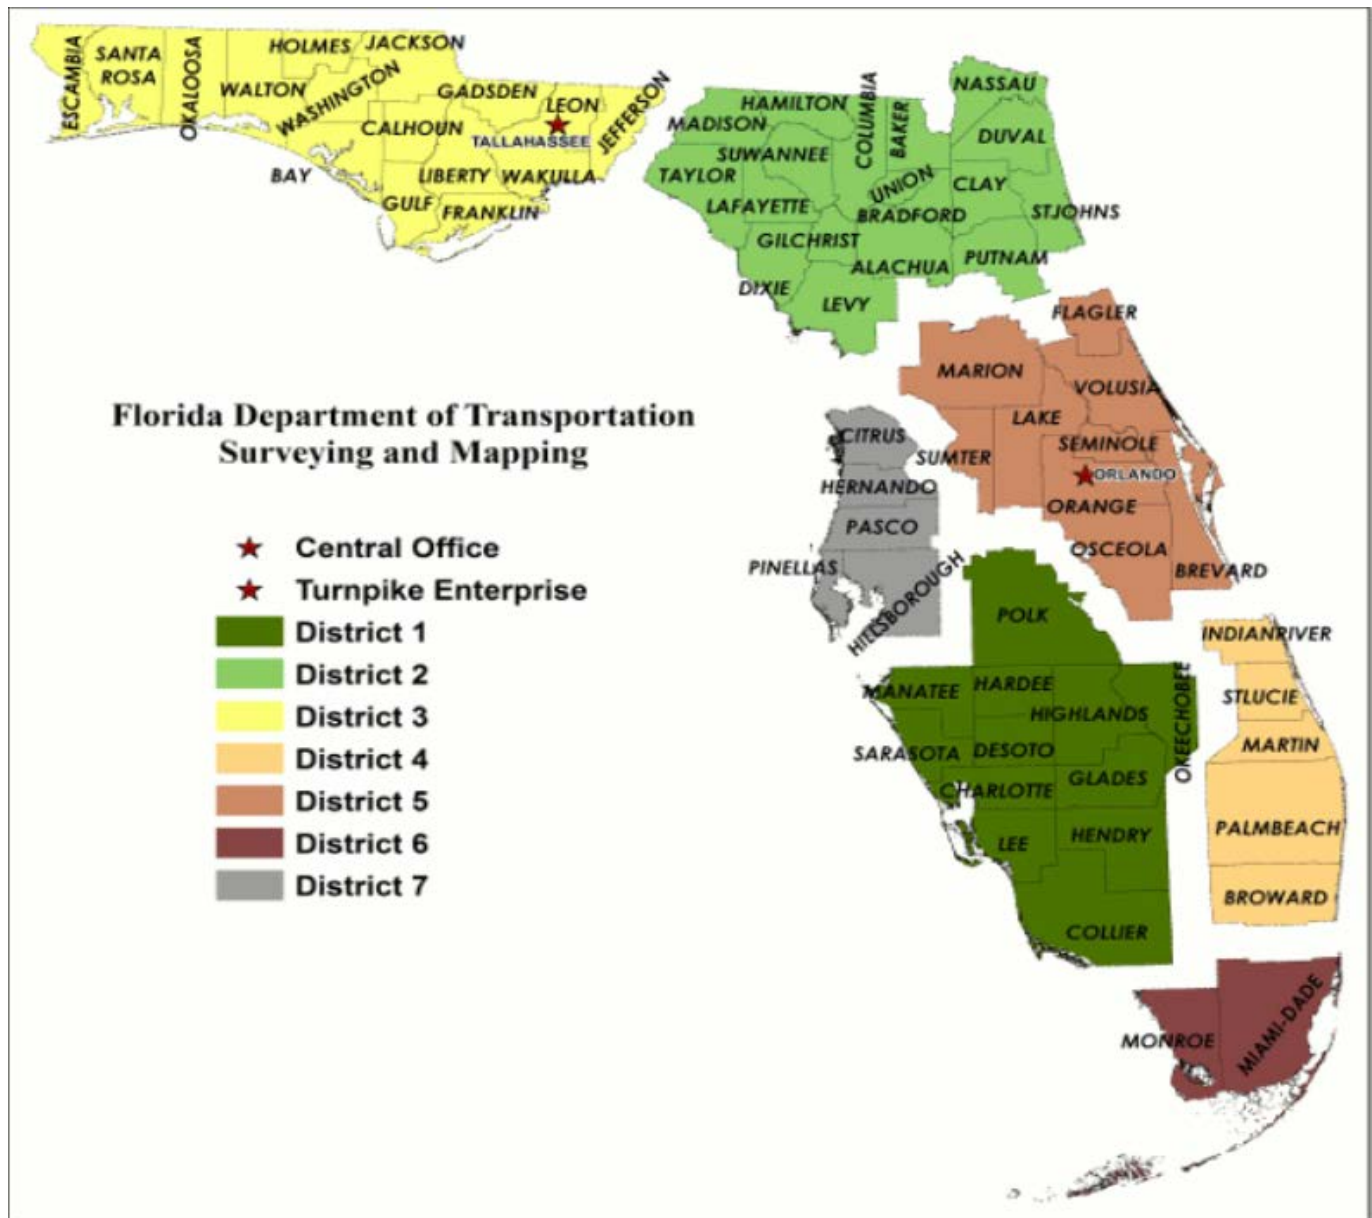 ESCAMBIA
SANTA
ROSA
OKALOOSA
WALTON
HOLMES
WASHINGTON
JACKSON
BAY
CALHOUN
GULF
GADSDEN
LIBERTY
FRANKLIN
LEON
TALLAHASSEE
WAKULLA
JEFFERSON
MADISON
TAYLOR
HAMILTON
SUWANNEE
LAFAYETTE
COLUMBIA
BAKER
UNION
BRADFORD
GILCHRIST
DIXIE
ALACHUA
LEVY
NASSAU
DUVAL
CLAY
STJOHNS
PUTNAM
FLAGLER
MARION
VOLUSIA
LAKE
SUMTER
SEMINOLE
ORLANDO
ORANGE
OSCEOLA
BREVARD
CITRUS
HERNANDO
PASCO
PINELLAS
HILLSBOROUGH
POLK
MANATEE
HARDEE
HIGHLANDS
OKEECHOBEE
SARASOTA
DESOTO
CHARLOTTE
GLADES
LEE
HENDRY
COLLIER
INDIANRIVER
STLUCIE
MARTIN
PALMBEACH
BROWARD
MONROE
MIAMI-DADE
Florida Department of Transportation
Surveying and Mapping
Central Office
Turnpike Enterprise
District 1
District 2
District 3
District 4
District 5
District 6
District 7